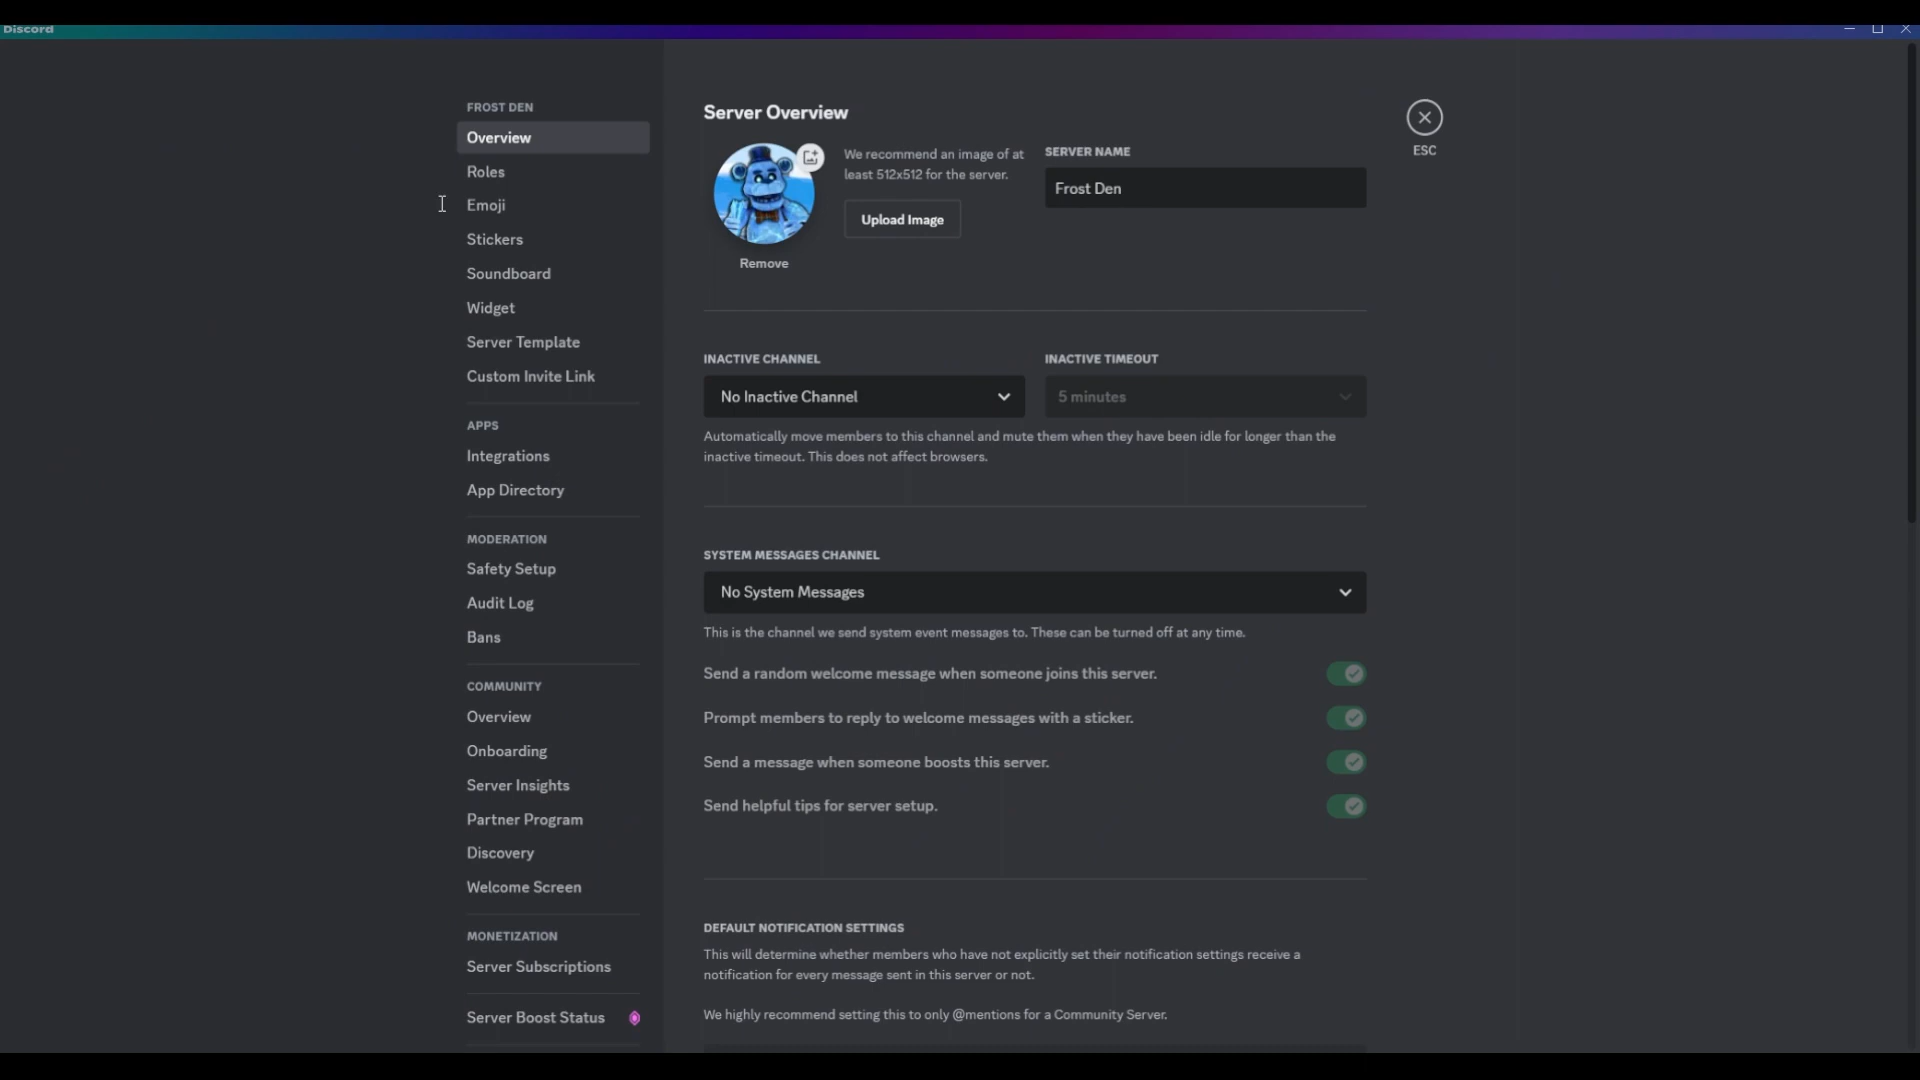 Discord
FROST DEN
Overview
Roles
Emoji
Stickers
Soundboard
Widget
Server Template
Custom Invite Link
APPS
Integrations
App Directory
MODERATION
Safety Setup
Audit Log
Bans
COMMUNITY
Overview
Onboarding
Server Insights
Partner Program
Discovery
Welcome Screen
MONETIZATION
Server Subscriptions
Server Boost Status
Server Overview
We recommend an image of at
least 512x512 for the server.
Upload Image
Remove
SERVER NAME
Frost Den
ESC
INACTIVE CHANNEL
No Inactive Channel
INACTIVE TIMEOUT
5 minutes
Automatically move members to this channel and mute them when they have been idle for longer than the
inactive timeout. This does not affect browsers.
SYSTEM MESSAGES CHANNEL
No System Messages
This is the channel we send system event messages to. These can be turned off at any time.
Send a random welcome message when someone joins this server.
Prompt members to reply to welcome messages with a sticker.
Send a message when someone boosts this server.
Send helpful tips for server setup.
DEFAULT NOTIFICATION SETTINGS
This will determine whether members who have not explicitly set their notification settings receive a
notification for every message sent in this server or not.
We highly recommend setting this to only @mentions for a Community Server.